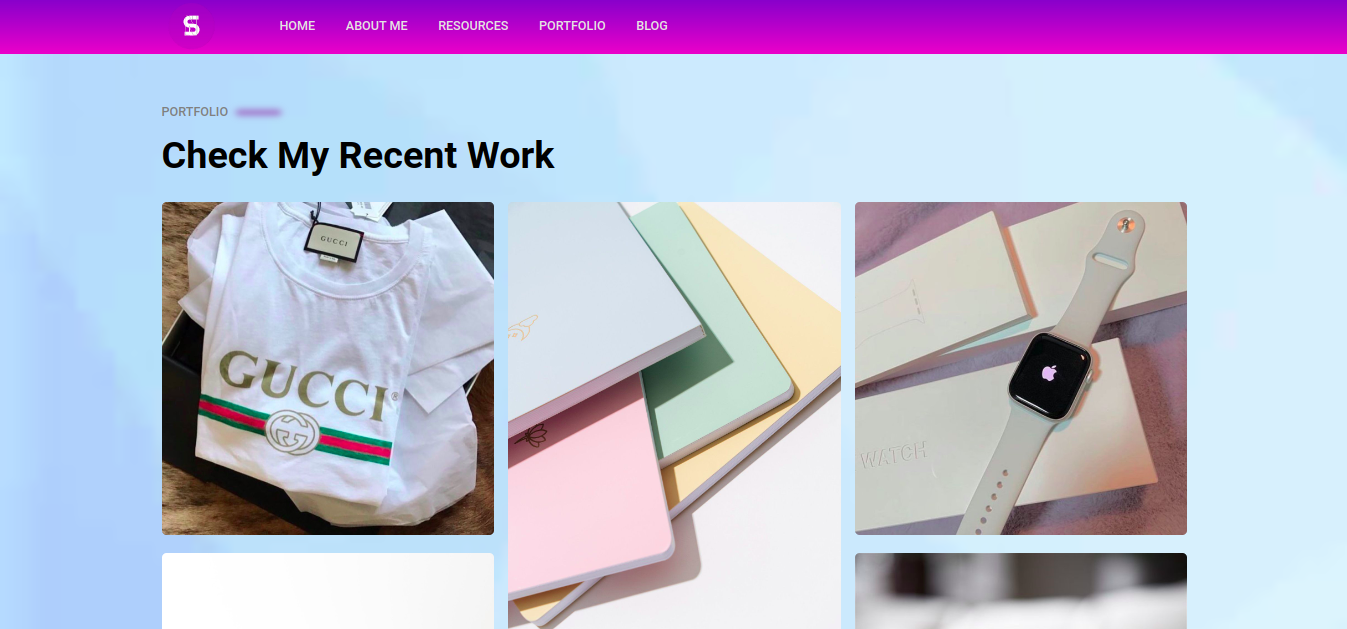 S
HOME ABOUT ME RESOURCES PORTFOLIO BLOG
PORTFOLIO
Check My Recent Work
GUCCI
GUCCI®
WATCH